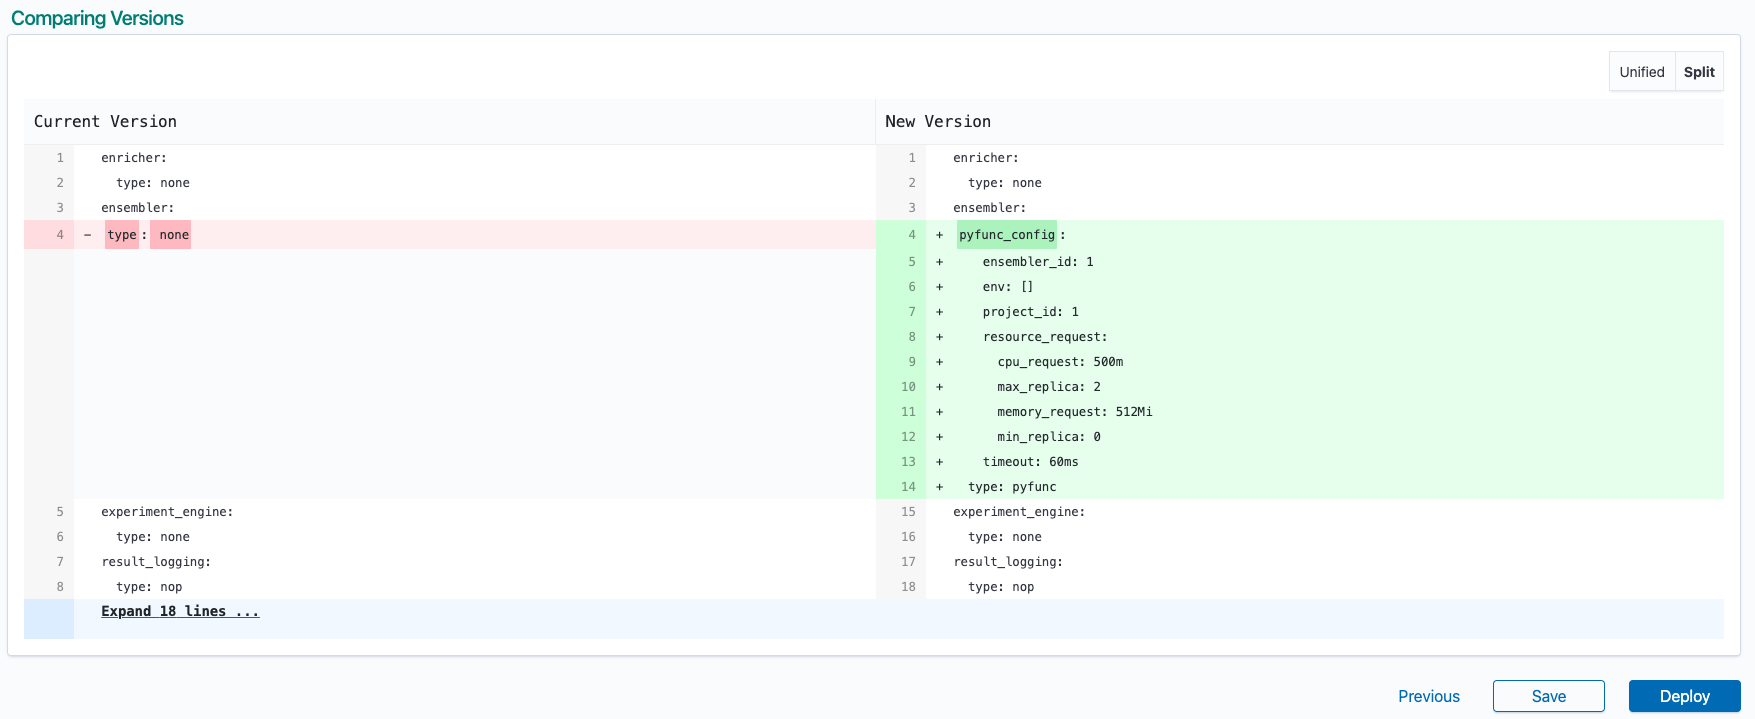 Comparing Versions
Unified Split
Current Version
1 enricher:
2 type: none
3 ensembler:
4 - type: none
5 experiment_engine:
6 type: none
7 result_logging:
8 type: nop
Expand 18 lines ...
New Version
1 enricher:
2 type: none
3 ensembler:
4 + pyfunc_config:
5 + ensembler_id: 1
6 + env: []
7 + project_id: 1
8 + resource_request:
9 + cpu_request: 500m
10 + max_replica: 2
11 + memory_request: 512Mi
12 + min_replica: 0
13 + timeout: 60ms
14 + type: pyfunc
15 experiment_engine:
16 type: none
17 result_logging:
18 type: nop
Previous Save Deploy